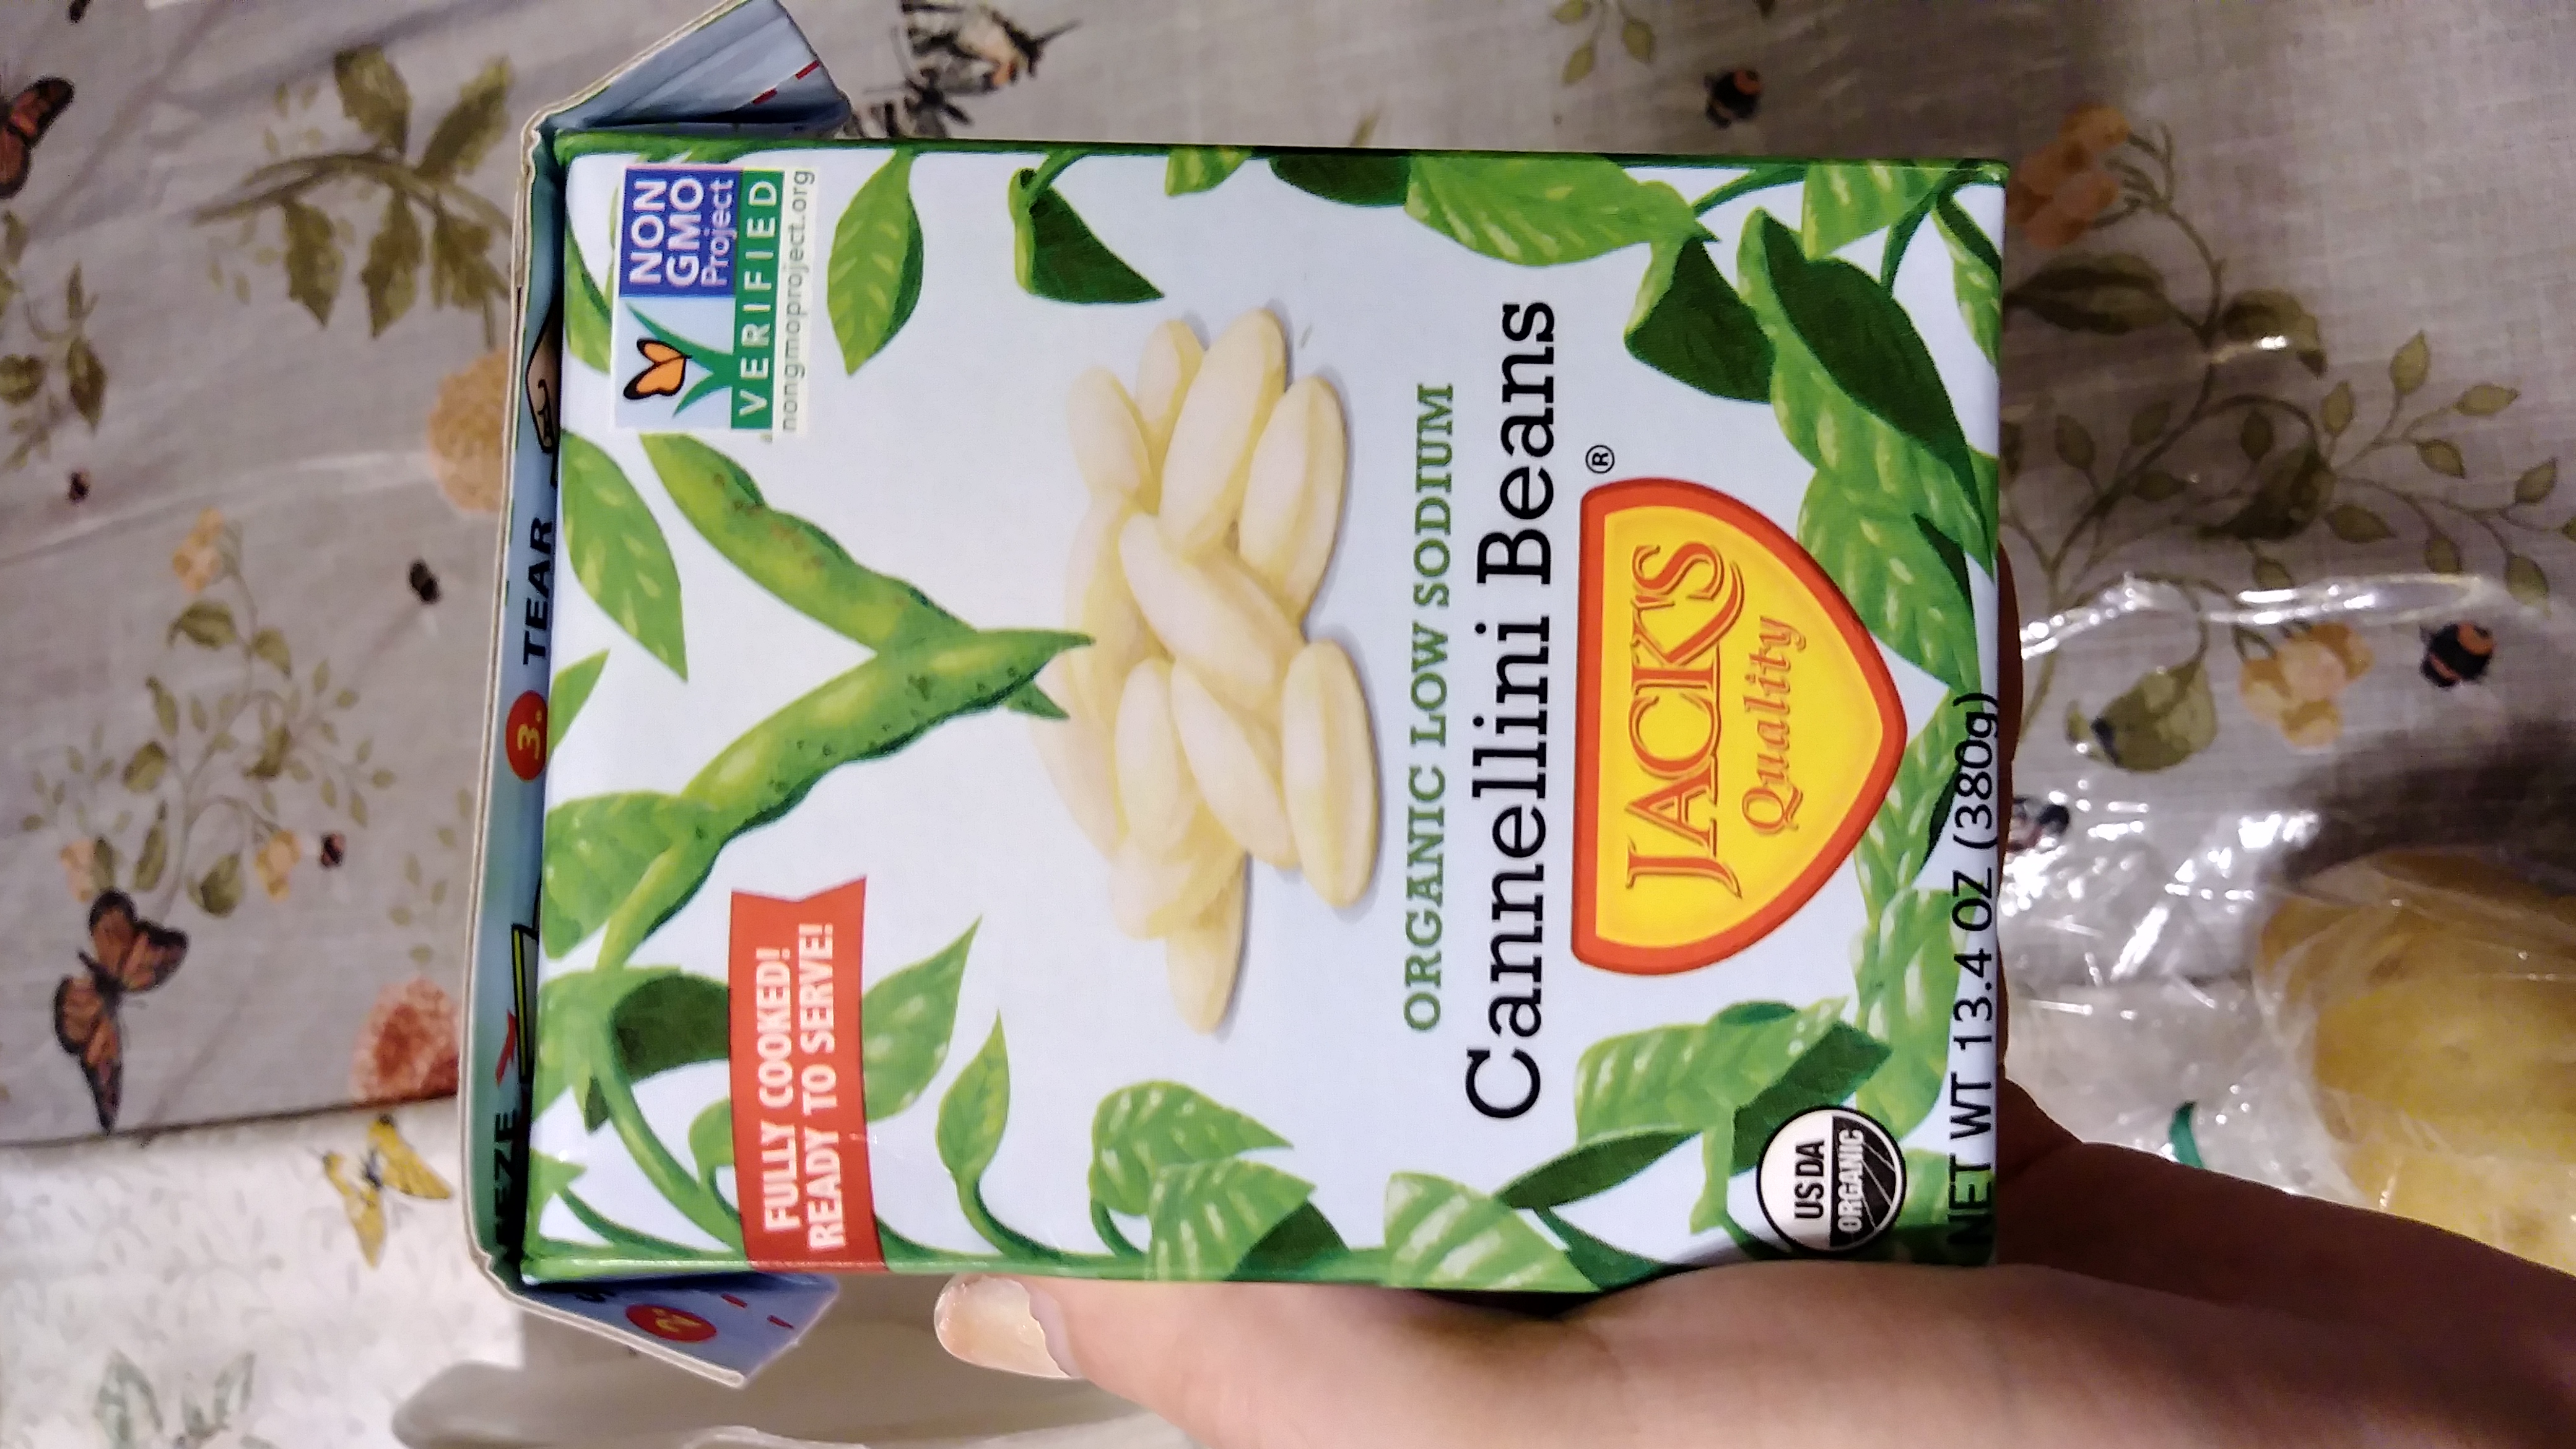 3. TEAR
2
NON
GMO
Project
VERIFIED
nongmoproject.org
FULLY COOKED!
READY TO SERVE!
ORGANIC LOW SODIUM
Cannellini Beans
®
JACK'S
Quality
USDA
ORGANIC
NET WT 13.4 OZ (380g)